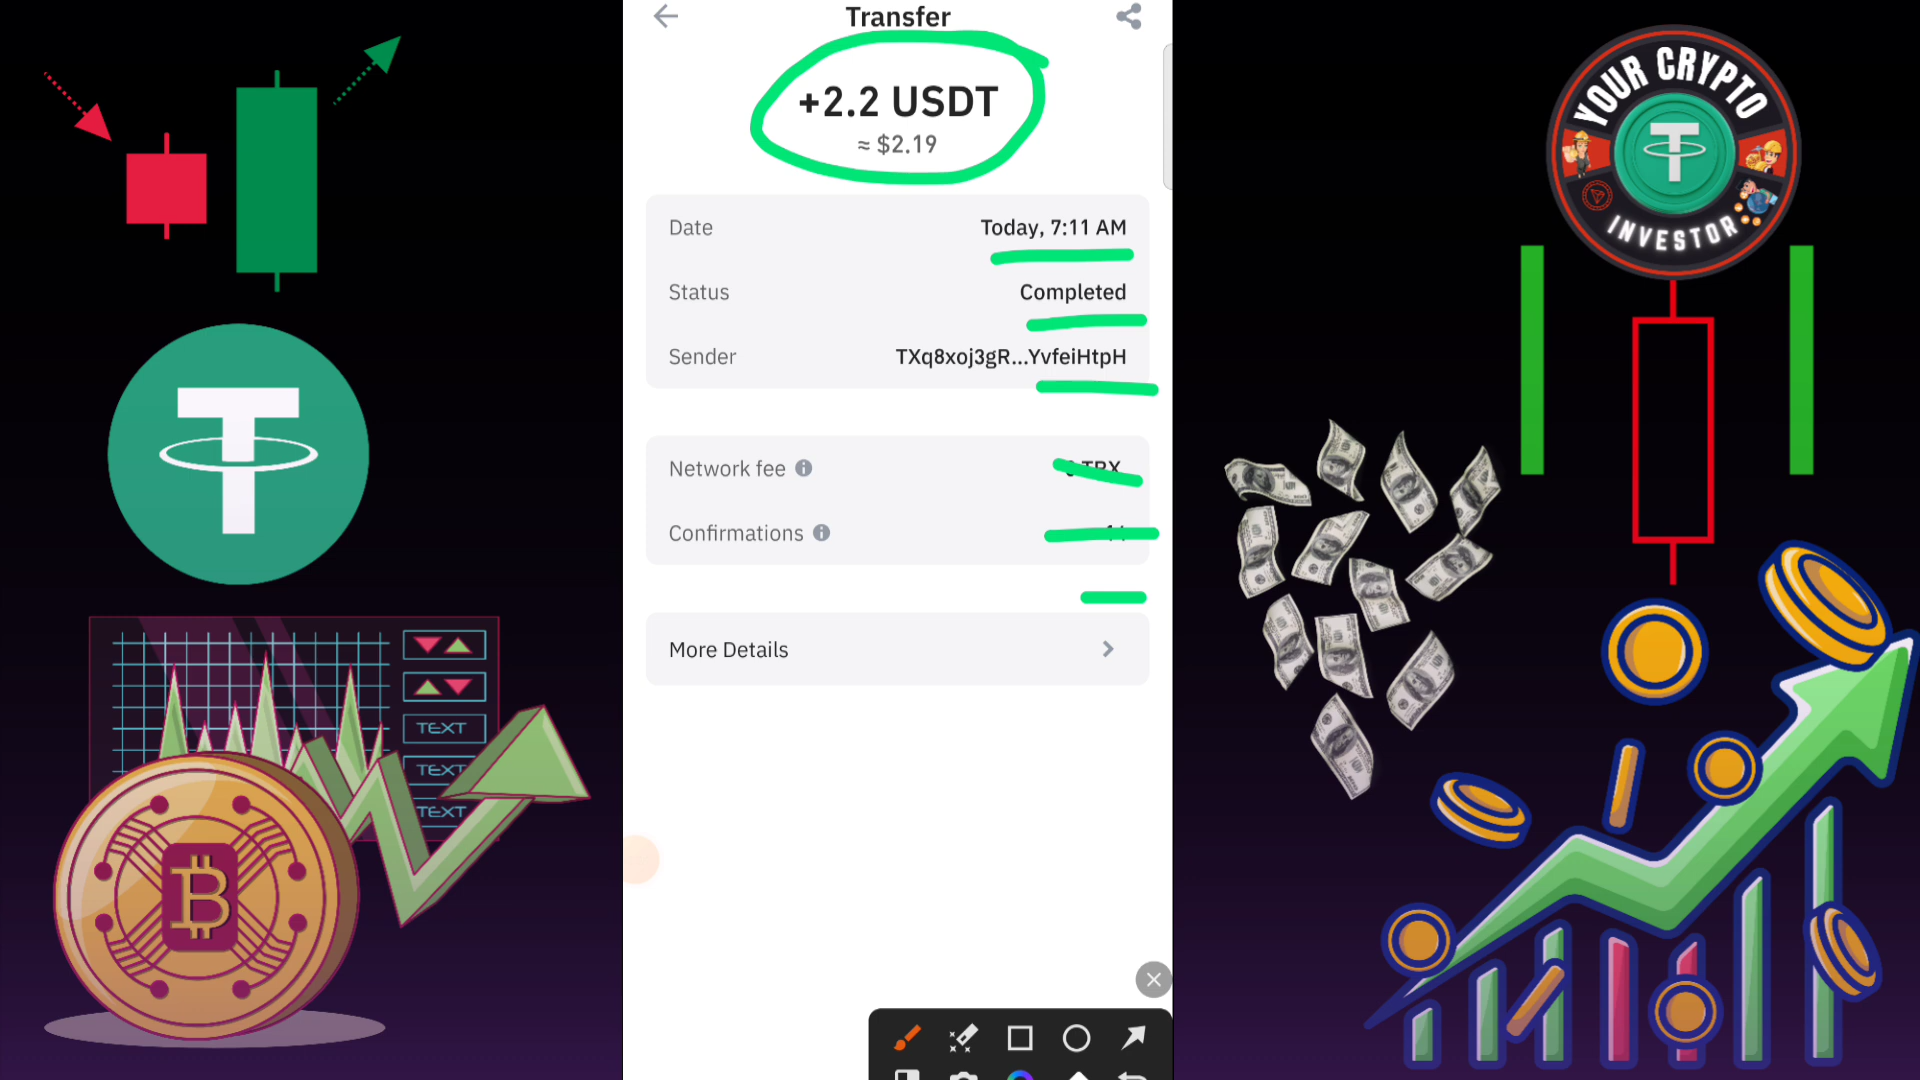 Transfer
+2.2 USDT
≈ $2.19
Date
Today, 7:11 AM
Status
Completed
Sender
TXq8xoj3gR...YvfeiHtpH
Network fee
TRX
Confirmations
More Details
YOUR CRYPTO
INVESTOR
TEXT
TEXT
TEXT